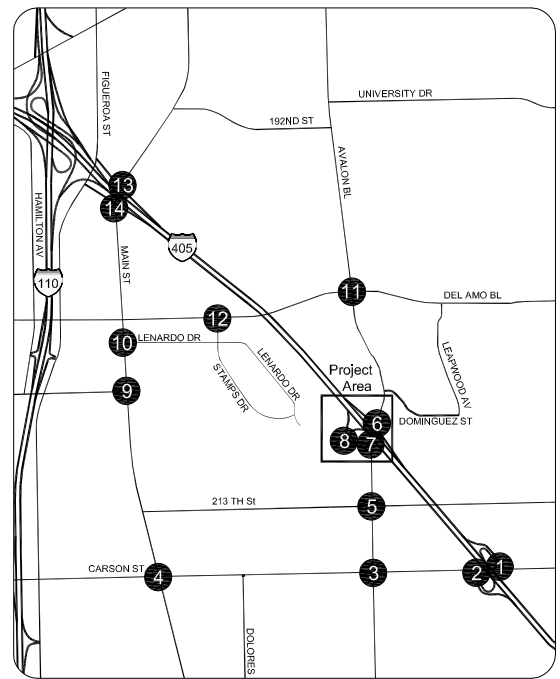 FIGUEROA ST
UNIVERSITY DR
192ND ST
AVALON BL
HAMILTON AV
13
14
405
MAIN ST
110
11
DEL AMO BL
12
10
LENARDO DR
LENARDO DR
STAMPS DR
LEAPWOOD AV
Project
Area
9
6
DOMINGUEZ ST
8
7
213 TH St
5
CARSON ST
4
3
2
1
DOLORES